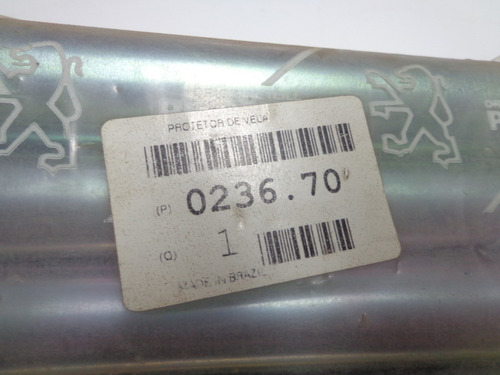 PROTETOR DE VELA
(P) 0236.70
(Q) 1
MADE IN BRAZIL